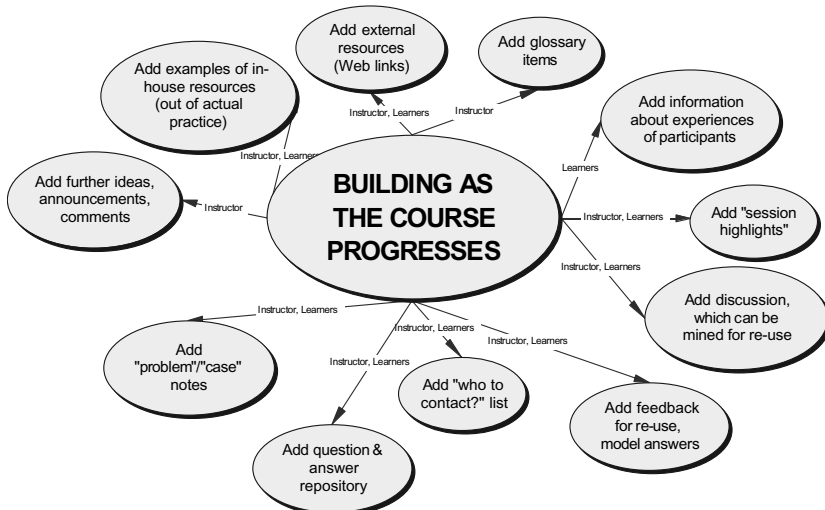 Add external
resources
(Web links)
Add glossary
items
Add examples of in-
house resources
(out of actual
practice)
Add information
about experiences
of participants
Instructor, Learners
Instructor
Instructor, Learners
Learners
Add further ideas,
announcements,
comments
Instructor
BUILDING AS
THE COURSE
PROGRESSES
Instructor, Learners
Add "session
highlights"
Instructor, Learners
Add discussion,
which can be
mined for re-use
Instructor, Learners
Instructor, Learners
Instructor, Learners
Instructor, Learners
Add
"problem"/"case"
notes
Add "who to
contact?" list
Add feedback
for re-use,
model answers
Add question &
answer
repository